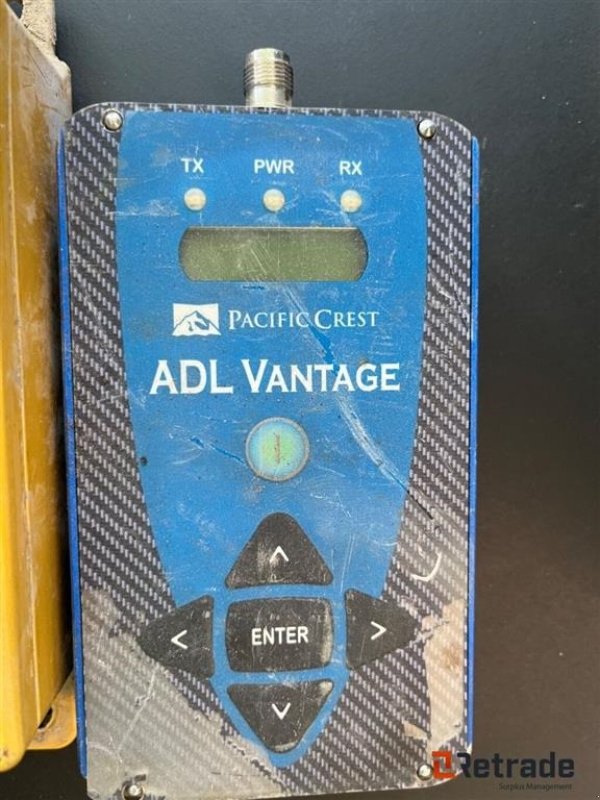 TX PWR RX
PACIFIC CREST
ADL VANTAGE
ENTER
Retrade
Surplus Management